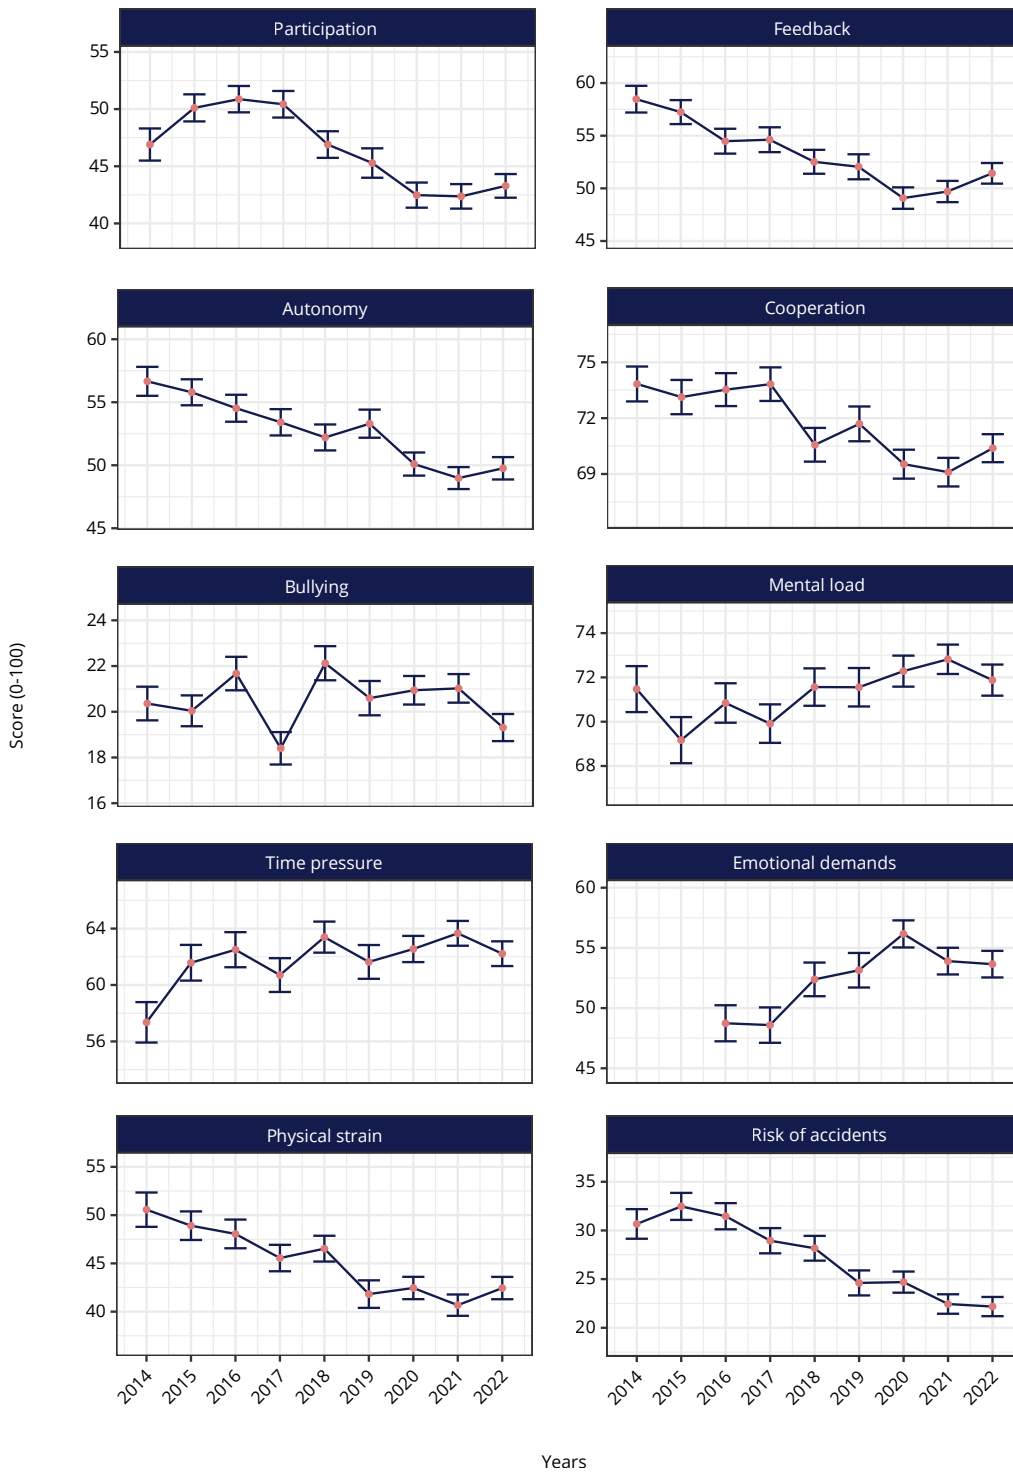 Participation
55
50
45
40
Feedback
60
55
50
45
Autonomy
60
55
50
45
Cooperation
75
72
69
Score (0-100)
Bullying
24
22
20
18
16
Mental load
74
72
70
68
Time pressure
64
60
56
Emotional demands
60
55
50
45
Physical strain
55
50
45
40
2014 2015 2016 2017 2018 2019 2020 2021 2022
Risk of accidents
35
30
25
20
2014 2015 2016 2017 2018 2019 2020 2021 2022
Years